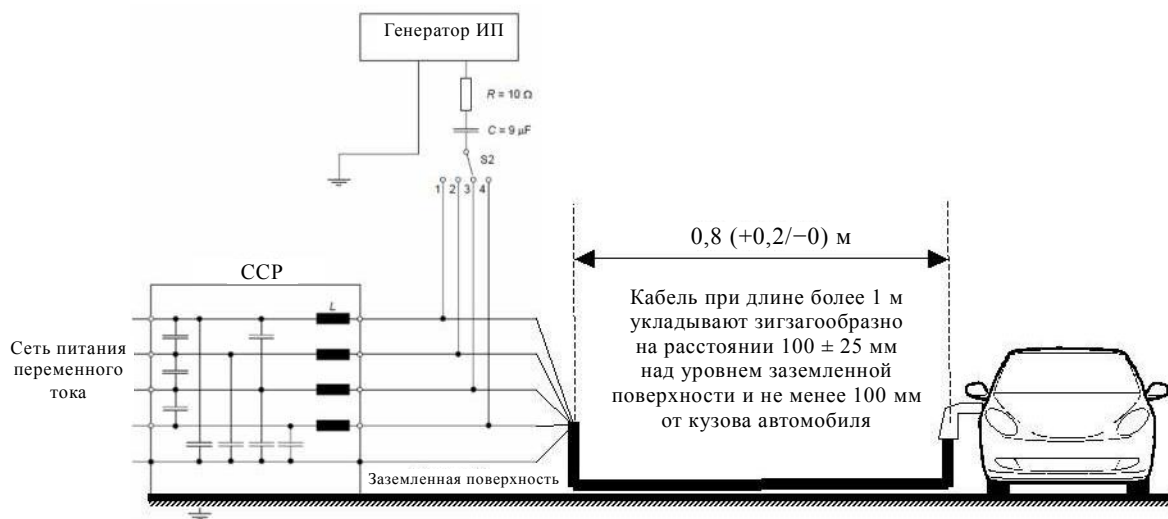 Генератор ИП
R = 10 Ω
C = 9 µF
S2
1 2 3 4
0,8 (+0,2/−0) м
ССР
L
Кабель при длине более 1 м
укладывают зигзагообразно
на расстоянии 100 ± 25 мм
над уровнем заземленной
поверхности и не менее 100 мм
от кузова автомобиля
Сеть питания
переменного
тока
Заземленная поверхность